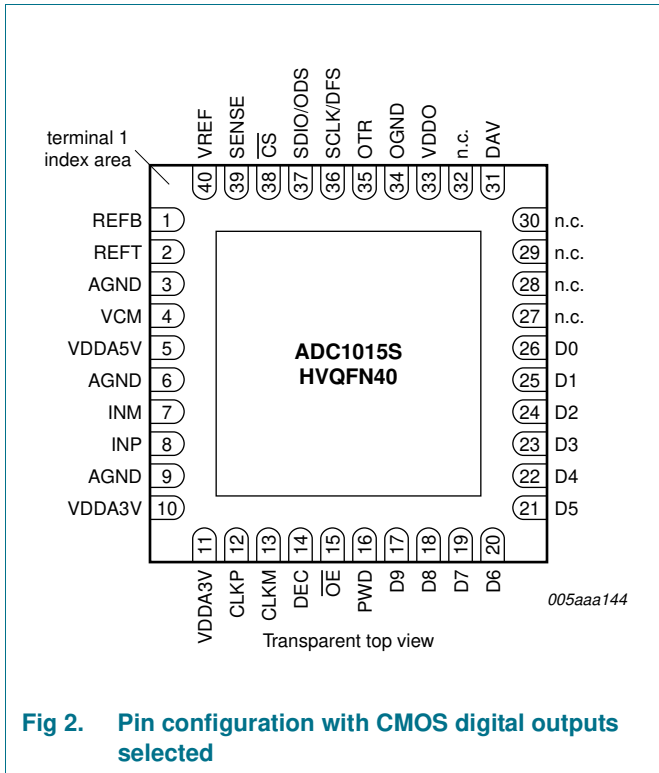 terminal 1
index area
VREF
SENSE
C̅S̅
SDIO/ODS
SCLK/DFS
OTR
OGND
VDDO
n.c.
DAV
40
39
38
37
36
35
34
33
32
31
REFB 1
REFT 2
AGND 3
VCM 4
VDDA5V 5
AGND 6
INM 7
INP 8
AGND 9
VDDA3V 10
30 n.c.
29 n.c.
28 n.c.
27 n.c.
26 D0
25 D1
24 D2
23 D3
22 D4
21 D5
ADC1015S
HVQFN40
11
12
13
14
15
16
17
18
19
20
VDDA3V
CLKP
CLKM
DEC
O̅E̅
PWD
D9
D8
D7
D6
005aaa144
Transparent top view
Fig 2. Pin configuration with CMOS digital outputs
selected